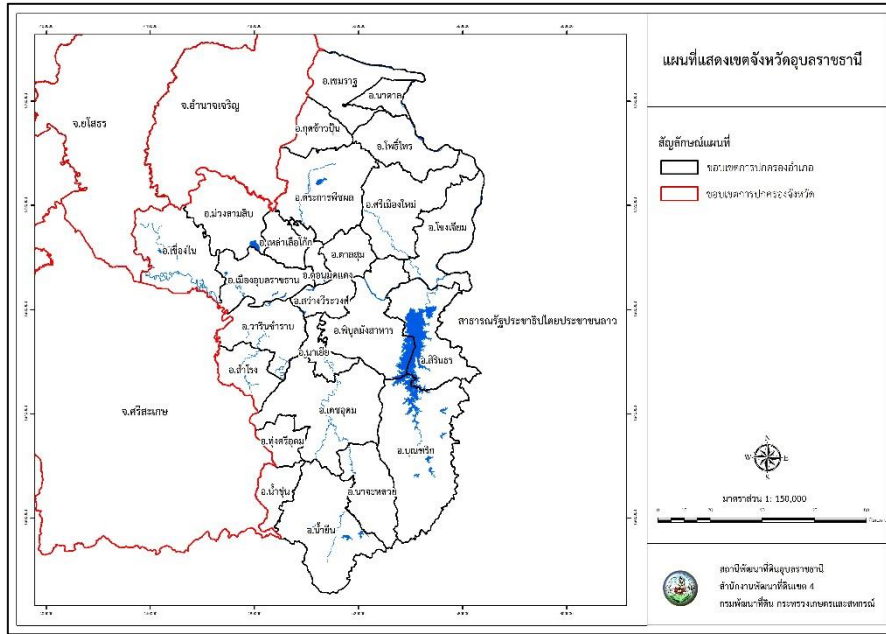 แผนที่แสดงเขตจังหวัดอุบลราชธานี
สัญลักษณ์แผนที่
ขอบเขตการปกครองอำเภอ
ขอบเขตการปกครองจังหวัด
จ.ยโสธร
จ.อำนาจเจริญ
อ.เขมราฐ
อ.นาตาล
อ.กุดข้าวปุ้น
อ.โพธิ์ไทร
อ.ตระการพืชผล
อ.ศรีเมืองใหม่
อ.ม่วงสามสิบ
อ.โขงเจียม
อ.เขื่องใน
อ.เหล่าเสือโก้ก
อ.ตาลสุม
อ.ดอนมดแดง
อ.เมืองอุบลราชธานี
อ.สว่างวีระวงศ์
สาธารณรัฐประชาธิปไตยประชาชนลาว
อ.วารินชำราบ
อ.พิบูลมังสาหาร
อ.นาเยีย
อ.สิรินธร
อ.สำโรง
จ.ศรีสะเกษ
อ.เดชอุดม
อ.ทุ่งศรีอุดม
อ.บุณฑริก
อ.น้ำขุ่น
อ.นาจะหลวย
อ.น้ำยืน
N
W E
S
มาตราส่วน 1: 150,000
สถานีพัฒนาที่ดินอุบลราชธานี
สำนักงานพัฒนาที่ดินเขต 4
กรมพัฒนาที่ดิน กระทรวงเกษตรและสหกรณ์